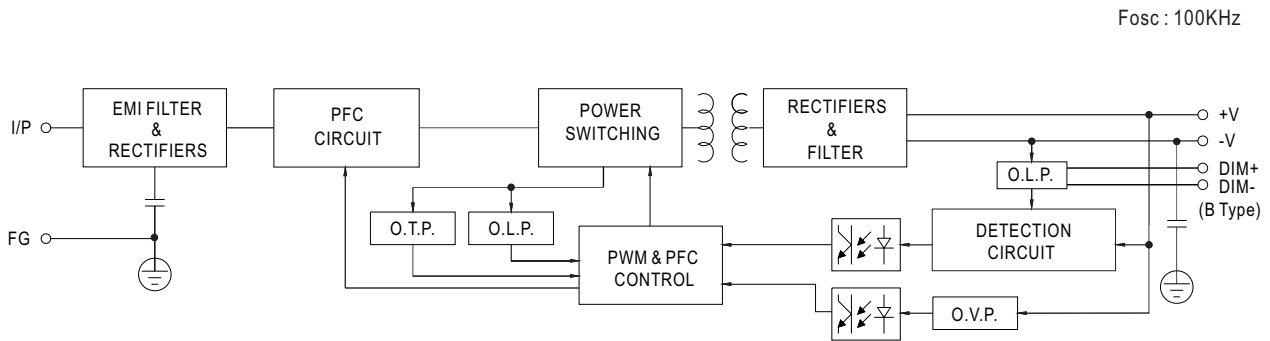 Fosc : 100KHz
I/P
EMI FILTER
&
RECTIFIERS
PFC
CIRCUIT
POWER
SWITCHING
RECTIFIERS
&
FILTER
+V
-V
DIM+
DIM-
(B Type)
O.L.P.
FG
O.T.P.
O.L.P.
PWM & PFC
CONTROL
DETECTION
CIRCUIT
O.V.P.